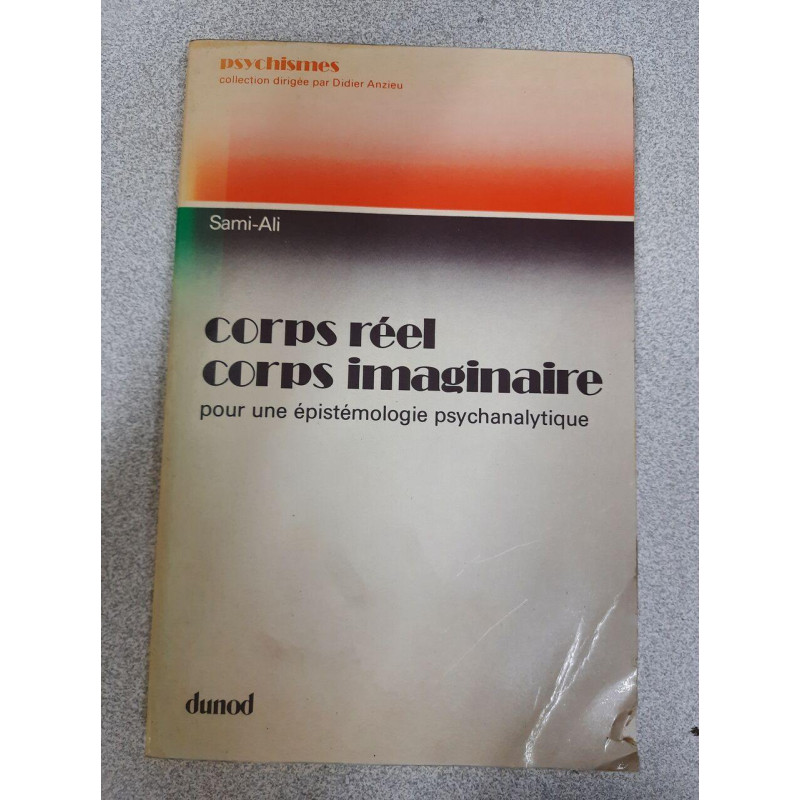 psychismes
collection dirigée par Didier Anzieu
Sami-Ali
corps réel
corps imaginaire
pour une épistémologie psychanalytique
dunod